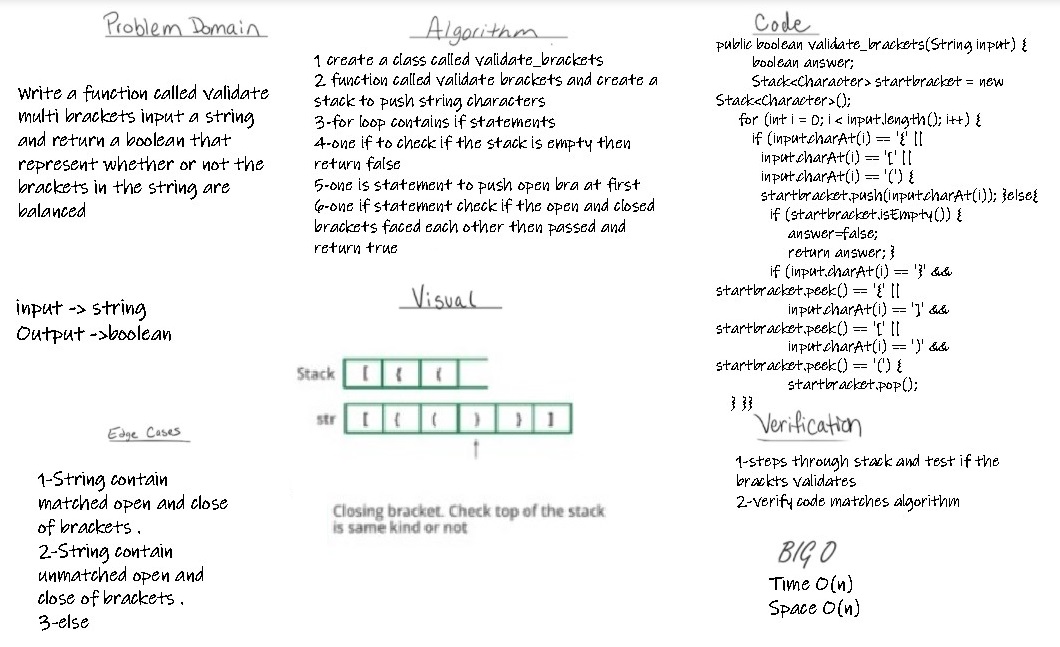 Problem Domain
Write a function called validate
multi brackets input a string
and return a boolean that
represent whether or not the
brackets in the string are
balanced
input -> string
Output ->boolean
Edge Cases
1-String contain
matched open and close
of brackets .
2-String contain
unmatched open and
close of brackets .
3-else
Algorithm
1 create a class called validate_brackets
2 function called validate brackets and create a
stack to push string characters
3-for loop contains if statements
4-one if to check if the stack is empty then
return false
5-one is statement to push open bra at first
6-one if statement check if the open and closed
brackets faced each other then passed and
return true
Visual
Stack [ { (
str [ { ( ) } ]
Closing bracket. Check top of the stack
is same kind or not
Code
public boolean validate_brackets(String input) {
boolean answer;
Stack<Character> startbracket = new
Stack<Character>();
for (int i = 0; i < input.length(); i++) {
if (input.charAt(i) == '{' ||
input.charAt(i) == '[' ||
input.charAt(i) == '(') {
startbracket.push(input.charAt(i)); }else{
if (startbracket.isEmpty()) {
answer=false;
return answer; }
if (input.charAt(i) == '}' &&
startbracket.peek() == '{' ||
input.charAt(i) == ']' &&
startbracket.peek() == '[' ||
input.charAt(i) == ')' &&
startbracket.peek() == '(') {
startbracket.pop();
} }}
Verification
1-steps through stack and test if the
brackts validates
2-verify code matches algorithm
BIG O
Time O(n)
Space O(n)